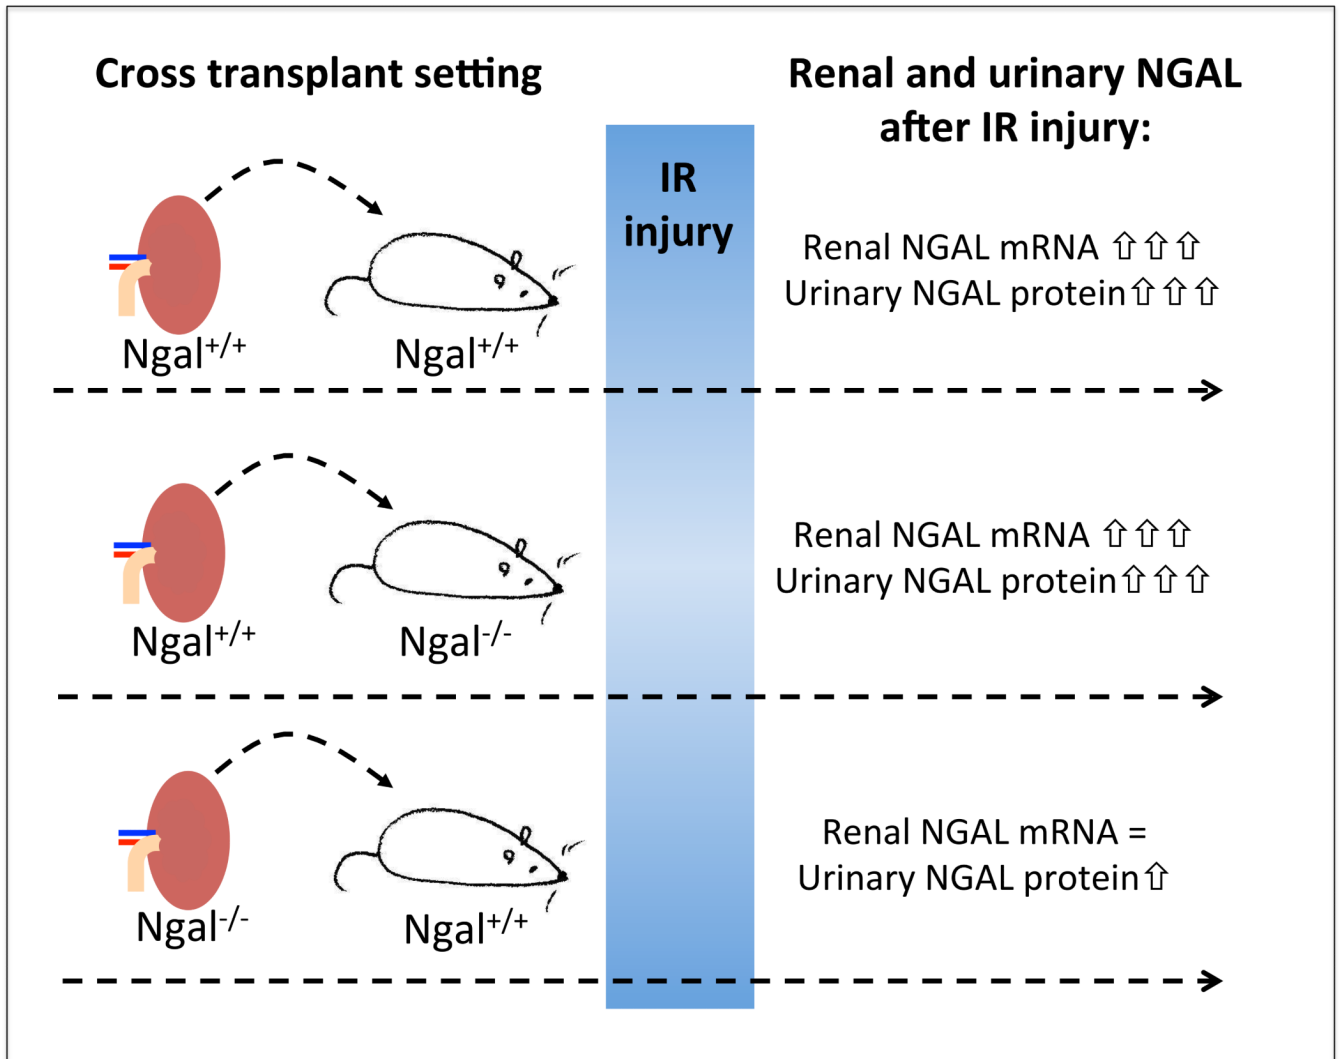 Cross transplant setting
Renal and urinary NGAL
after IR injury:
IR
injury
Ngal+/+
Ngal+/+
Renal NGAL mRNA ⇧⇧⇧
Urinary NGAL protein⇧⇧⇧
Ngal+/+
Ngal-/-
Renal NGAL mRNA ⇧⇧⇧
Urinary NGAL protein⇧⇧⇧
Ngal-/-
Ngal+/+
Renal NGAL mRNA =
Urinary NGAL protein⇧